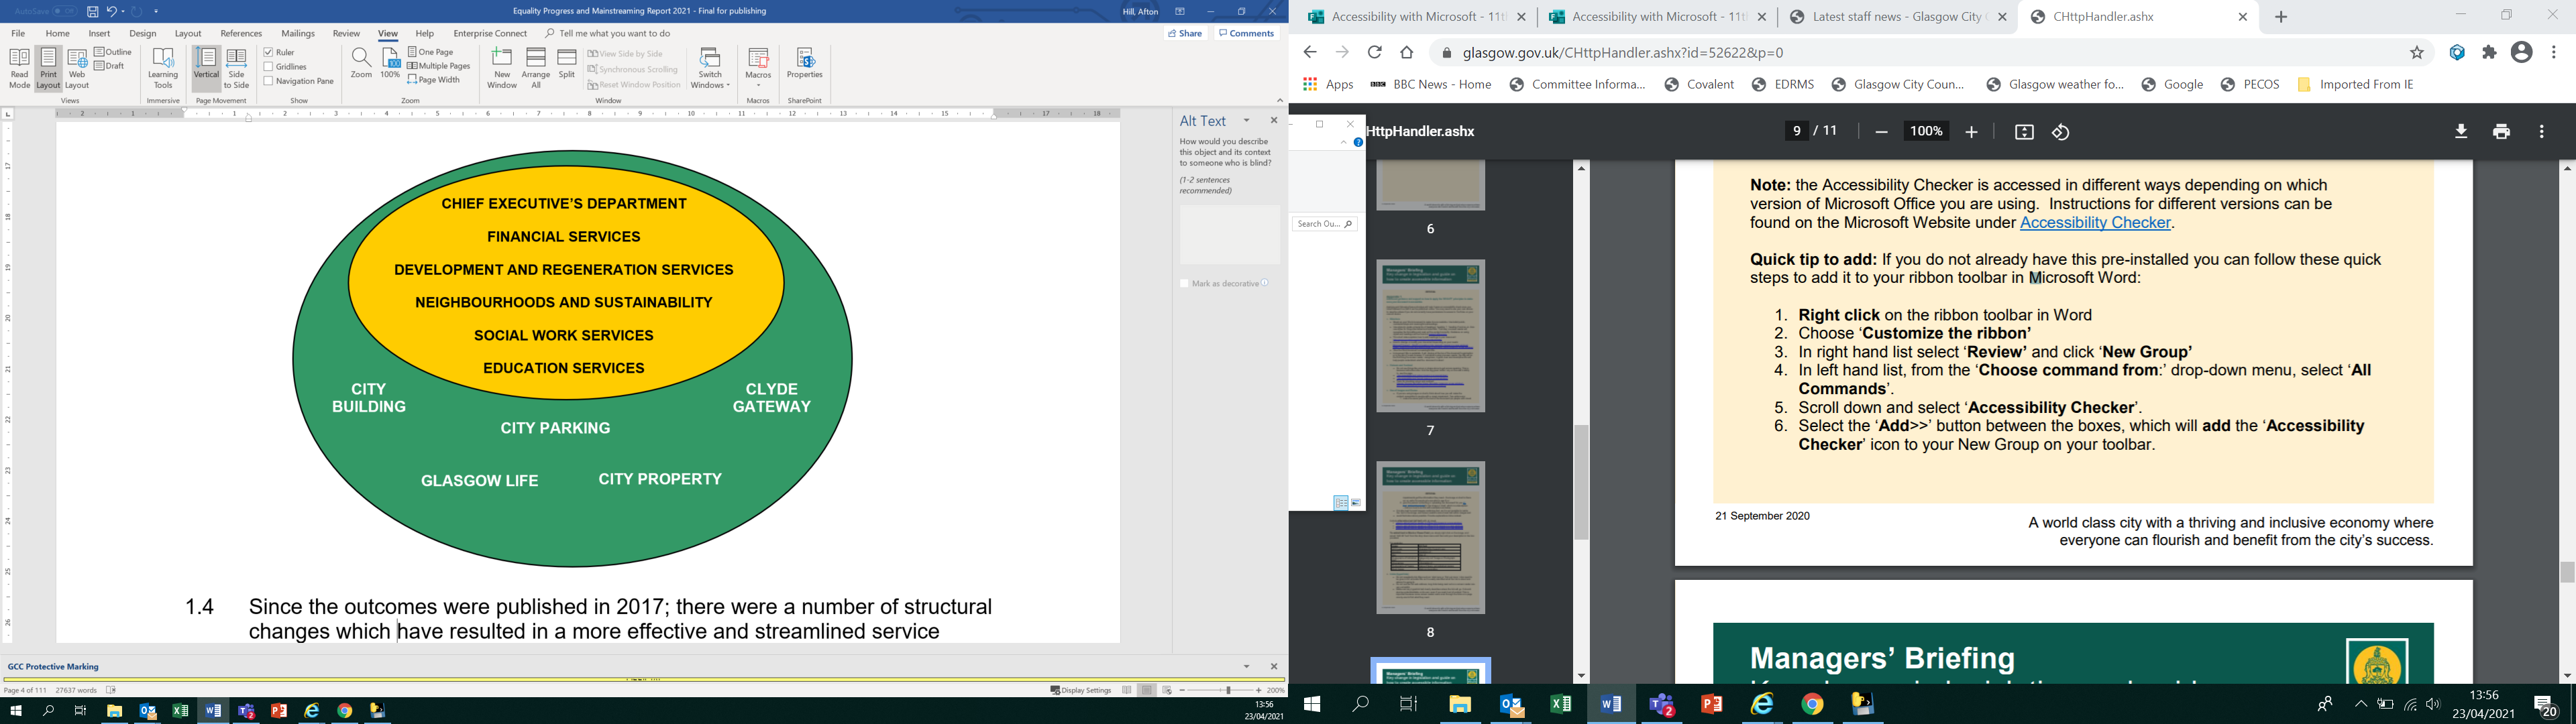 AutoSave Off
Equality Progress and Mainstreaming Report 2021 - Final for publishing
Hill, Afton
File Home Insert Design Layout References Mailings Review View Help Enterprise Connect Tell me what you want to do
Share Comments
Read Mode
Print Layout
Web Layout
Outline
Draft
Views
Learning Tools
Immersive
Vertical
Side to Side
Page Movement
Ruler
Gridlines
Navigation Pane
Show
Zoom
100%
One Page
Multiple Pages
Page Width
Zoom
New Window
Arrange All
Split
View Side by Side
Synchronous Scrolling
Reset Window Position
Window
Switch Windows
Macros
Macros
Properties
SharePoint
CHIEF EXECUTIVE'S DEPARTMENT
FINANCIAL SERVICES
DEVELOPMENT AND REGENERATION SERVICES
NEIGHBOURHOODS AND SUSTAINABILITY
SOCIAL WORK SERVICES
EDUCATION SERVICES
CITY
BUILDING
CLYDE
GATEWAY
CITY PARKING
GLASGOW LIFE
CITY PROPERTY
1.4 Since the outcomes were published in 2017; there were a number of structural
changes which have resulted in a more effective and streamlined service
Alt Text
How would you describe
this object and its context
to someone who is blind?
(1-2 sentences
recommended)
Mark as decorative
GCC Protective Marking
Page 4 of 111 27637 words
Display Settings
200%
13:56
23/04/2021
Accessibility with Microsoft - 11t
Accessibility with Microsoft - 11t
Latest staff news - Glasgow City
CHttpHandler.ashx
glasgow.gov.uk/CHttpHandler.ashx?id=52622&p=0
Apps BBC News - Home Committee Informa... Covalent EDRMS Glasgow City Coun... Glasgow weather fo... Google PECOS Imported From IE
HttpHandler.ashx
9 / 11
100%
Search Ou...
6
7
8
Note: the Accessibility Checker is accessed in different ways depending on which
version of Microsoft Office you are using. Instructions for different versions can be
found on the Microsoft Website under Accessibility Checker.
Quick tip to add: If you do not already have this pre-installed you can follow these quick
steps to add it to your ribbon toolbar in Microsoft Word:
1. Right click on the ribbon toolbar in Word
2. Choose ‘Customize the ribbon’
3. In right hand list select ‘Review’ and click ‘New Group’
4. In left hand list, from the ‘Choose command from:’ drop-down menu, select ‘All
Commands’.
5. Scroll down and select ‘Accessibility Checker’.
6. Select the ‘Add>>’ button between the boxes, which will add the ‘Accessibility
Checker’ icon to your New Group on your toolbar.
21 September 2020
A world class city with a thriving and inclusive economy where
everyone can flourish and benefit from the city’s success.
Managers’ Briefing
13:56
23/04/2021
20